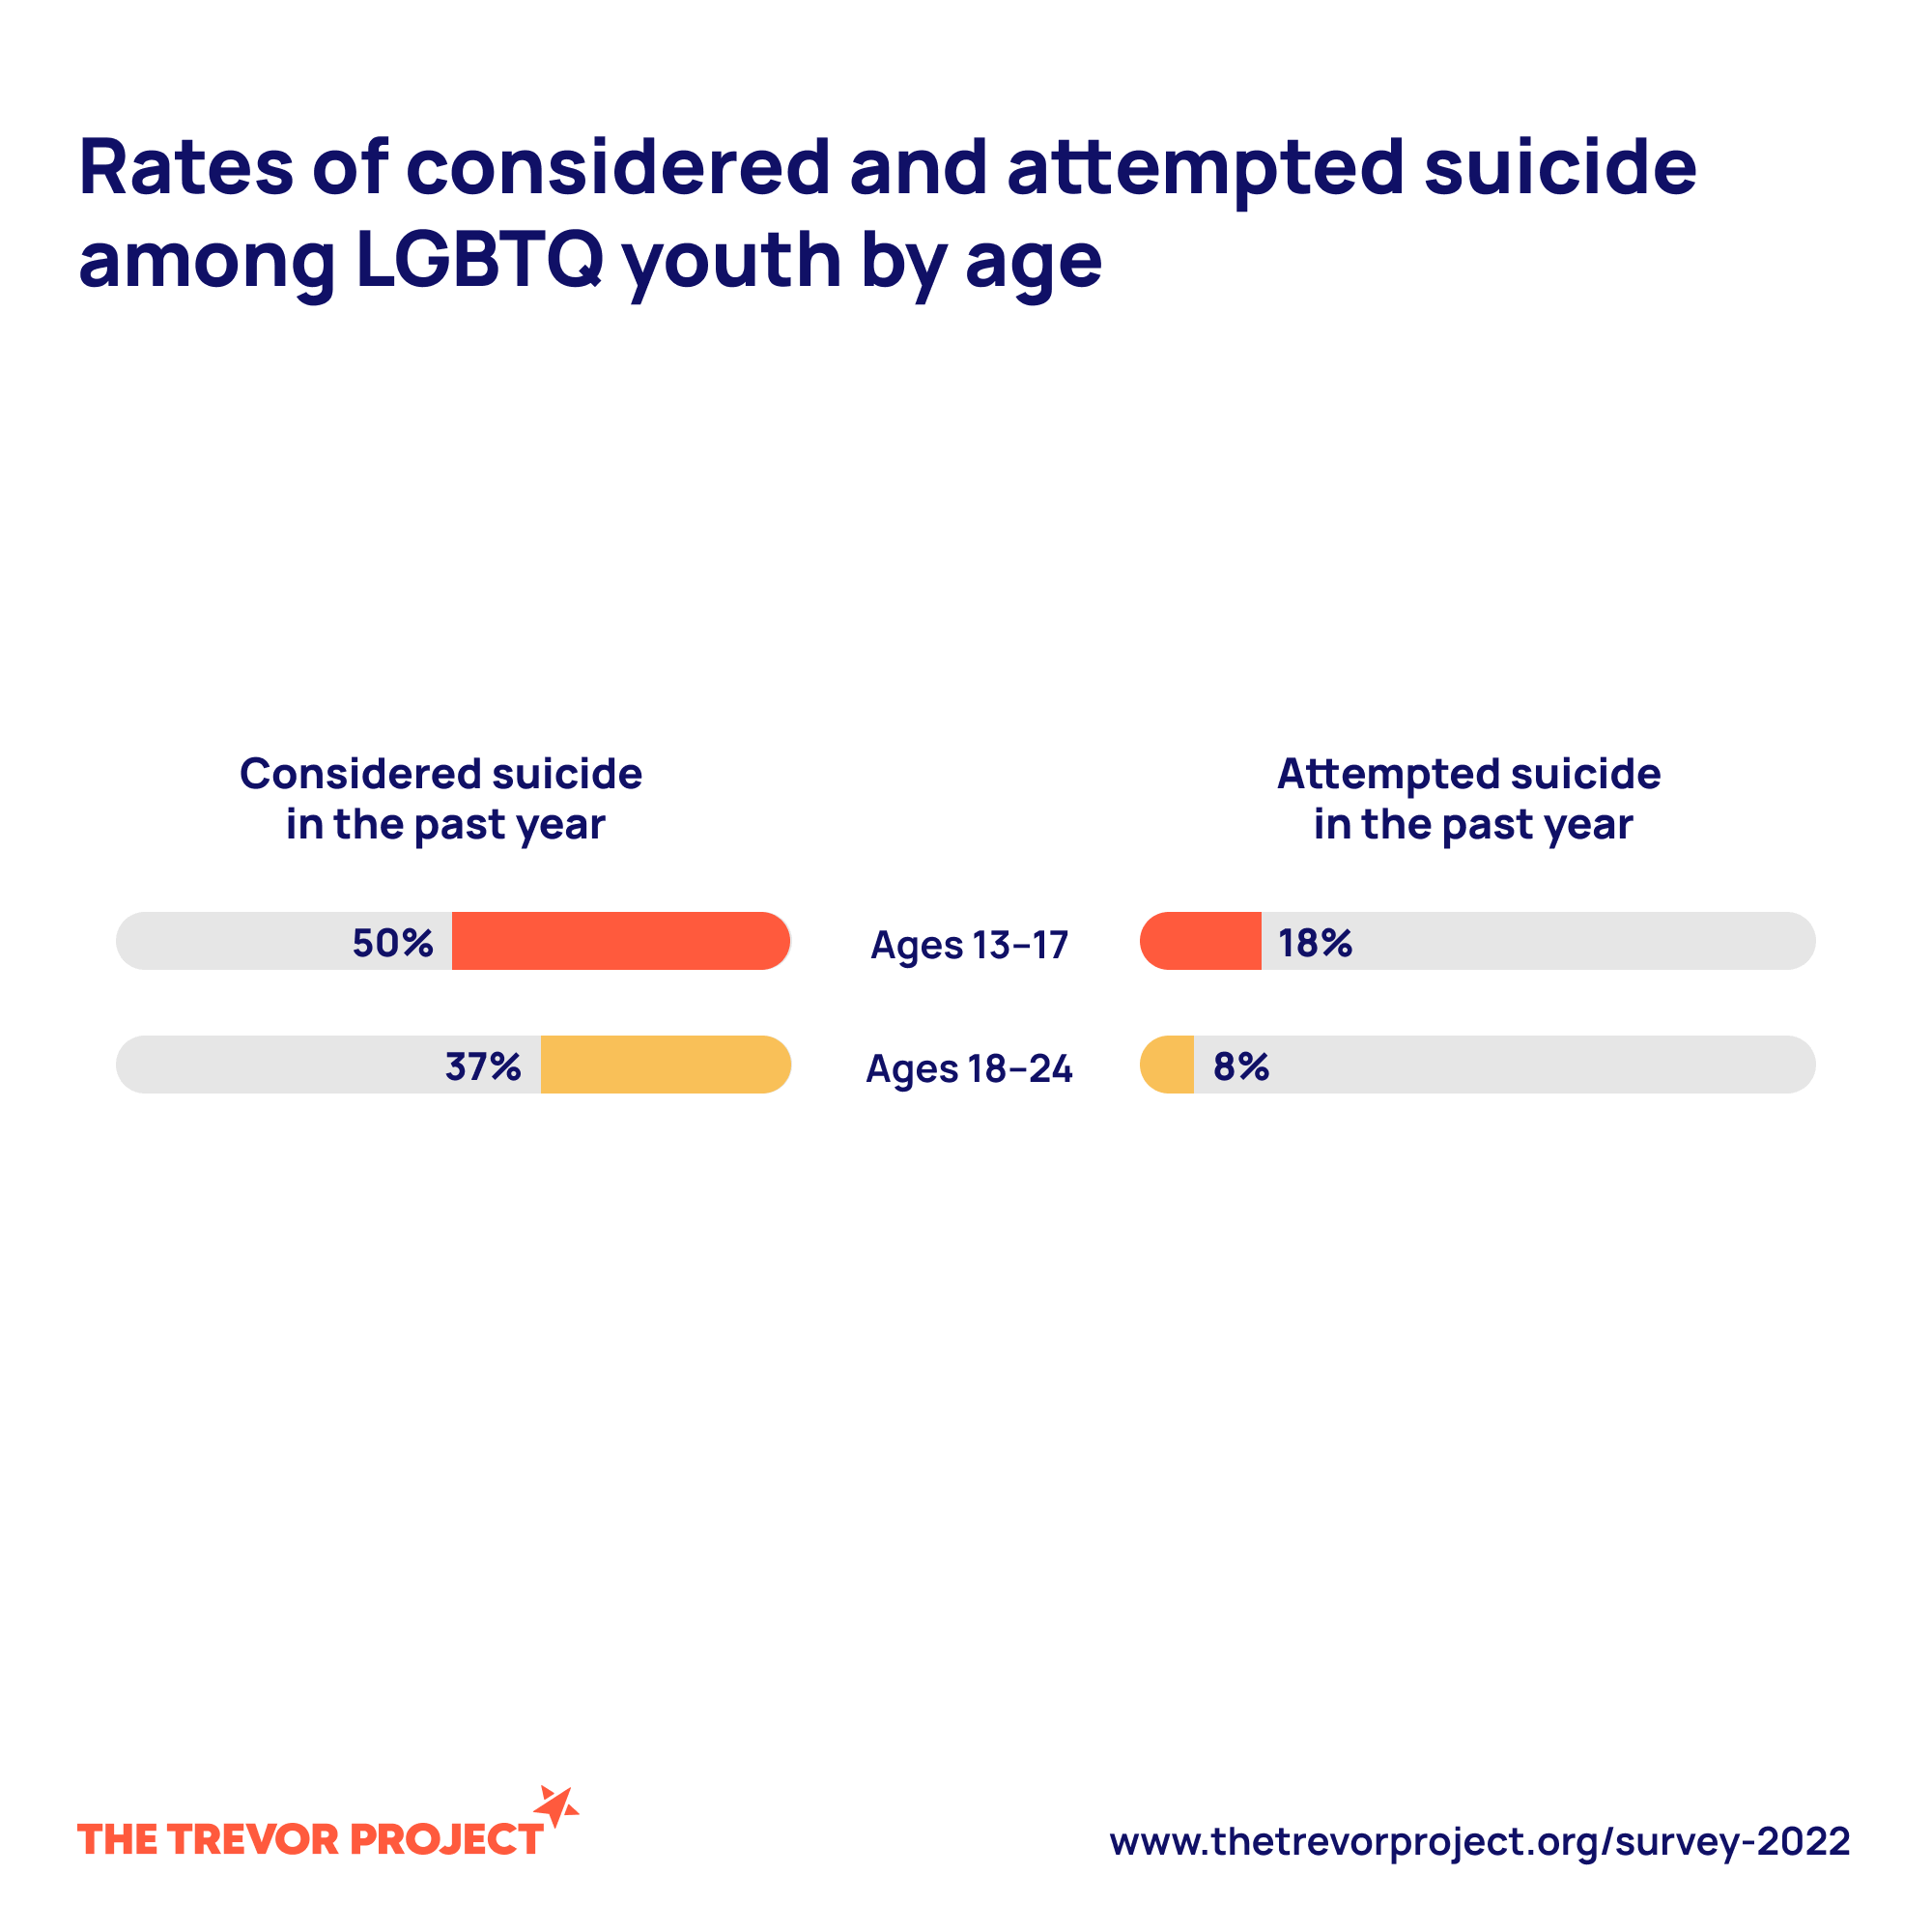 Rates of considered and attempted suicide
among LGBTQ youth by age
Considered suicide
in the past year
Attempted suicide
in the past year
50%
Ages 13–17
18%
37%
Ages 18–24
8%
THE TREVOR PROJECT
www.thetrevorproject.org/survey-2022